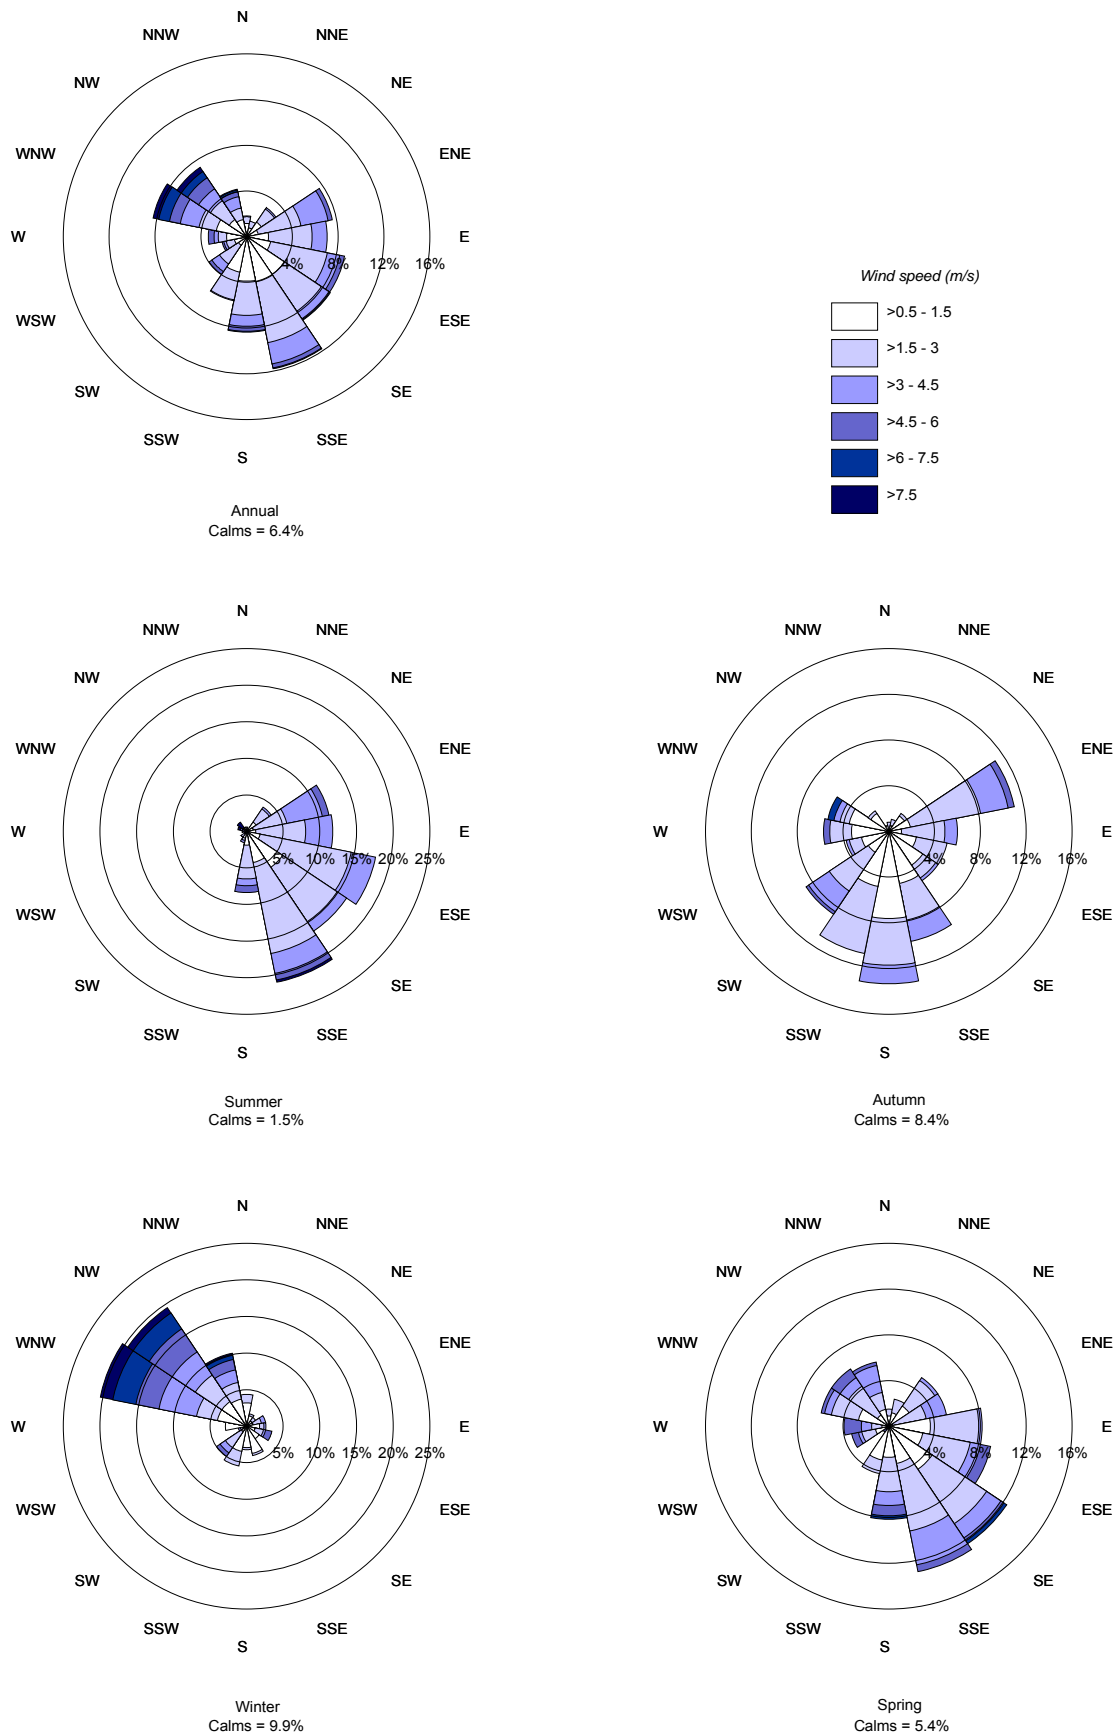 N
NNW NNE
NW NE
WNW ENE
W E
4% 8% 12% 16%
WSW ESE
SW SE
SSW SSE
S
Annual
Calms = 6.4%
Wind speed (m/s)
>0.5 - 1.5
>1.5 - 3
>3 - 4.5
>4.5 - 6
>6 - 7.5
>7.5
N
NNW NNE
NW NE
WNW ENE
W E
5% 10% 15% 20% 25%
WSW ESE
SW SE
SSW SSE
S
Summer
Calms = 1.5%
N
NNW NNE
NW NE
WNW ENE
W E
4% 8% 12% 16%
WSW ESE
SW SE
SSW SSE
S
Autumn
Calms = 8.4%
N
NNW NNE
NW NE
WNW ENE
W E
5% 10% 15% 20% 25%
WSW ESE
SW SE
SSW SSE
S
Winter
Calms = 9.9%
N
NNW NNE
NW NE
WNW ENE
W E
4% 8% 12% 16%
WSW ESE
SW SE
SSW SSE
S
Spring
Calms = 5.4%